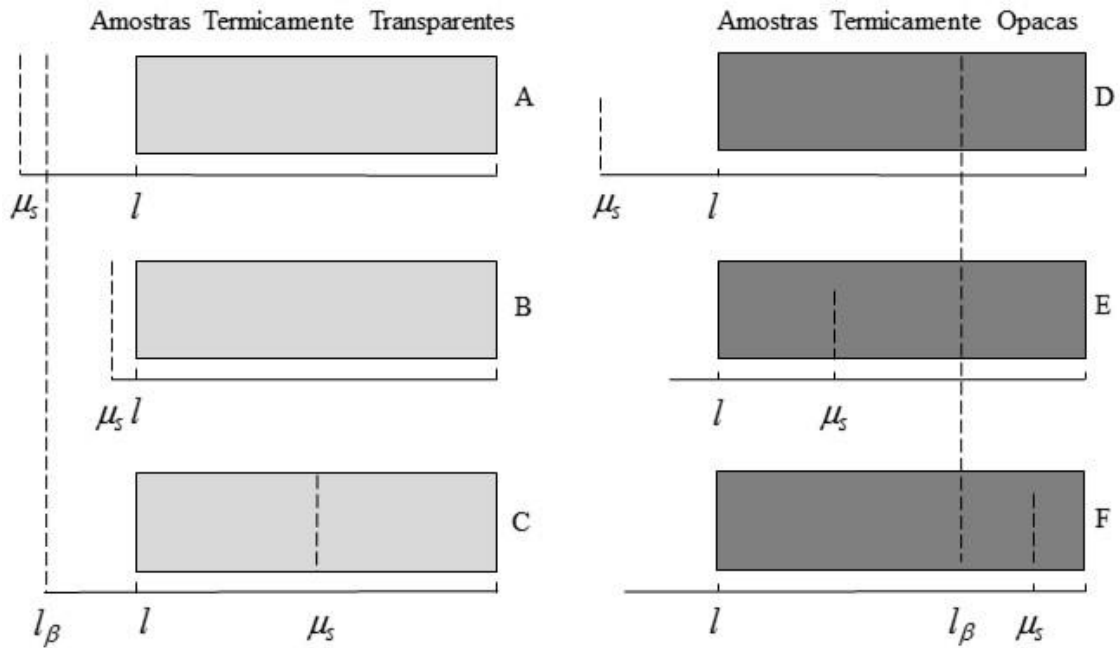 Amostras Termicamente Transparentes
A
μs l
B
μs l
C
lβ l μs
Amostras Termicamente Opacas
D
μs l
E
l μs
F
l lβ μs